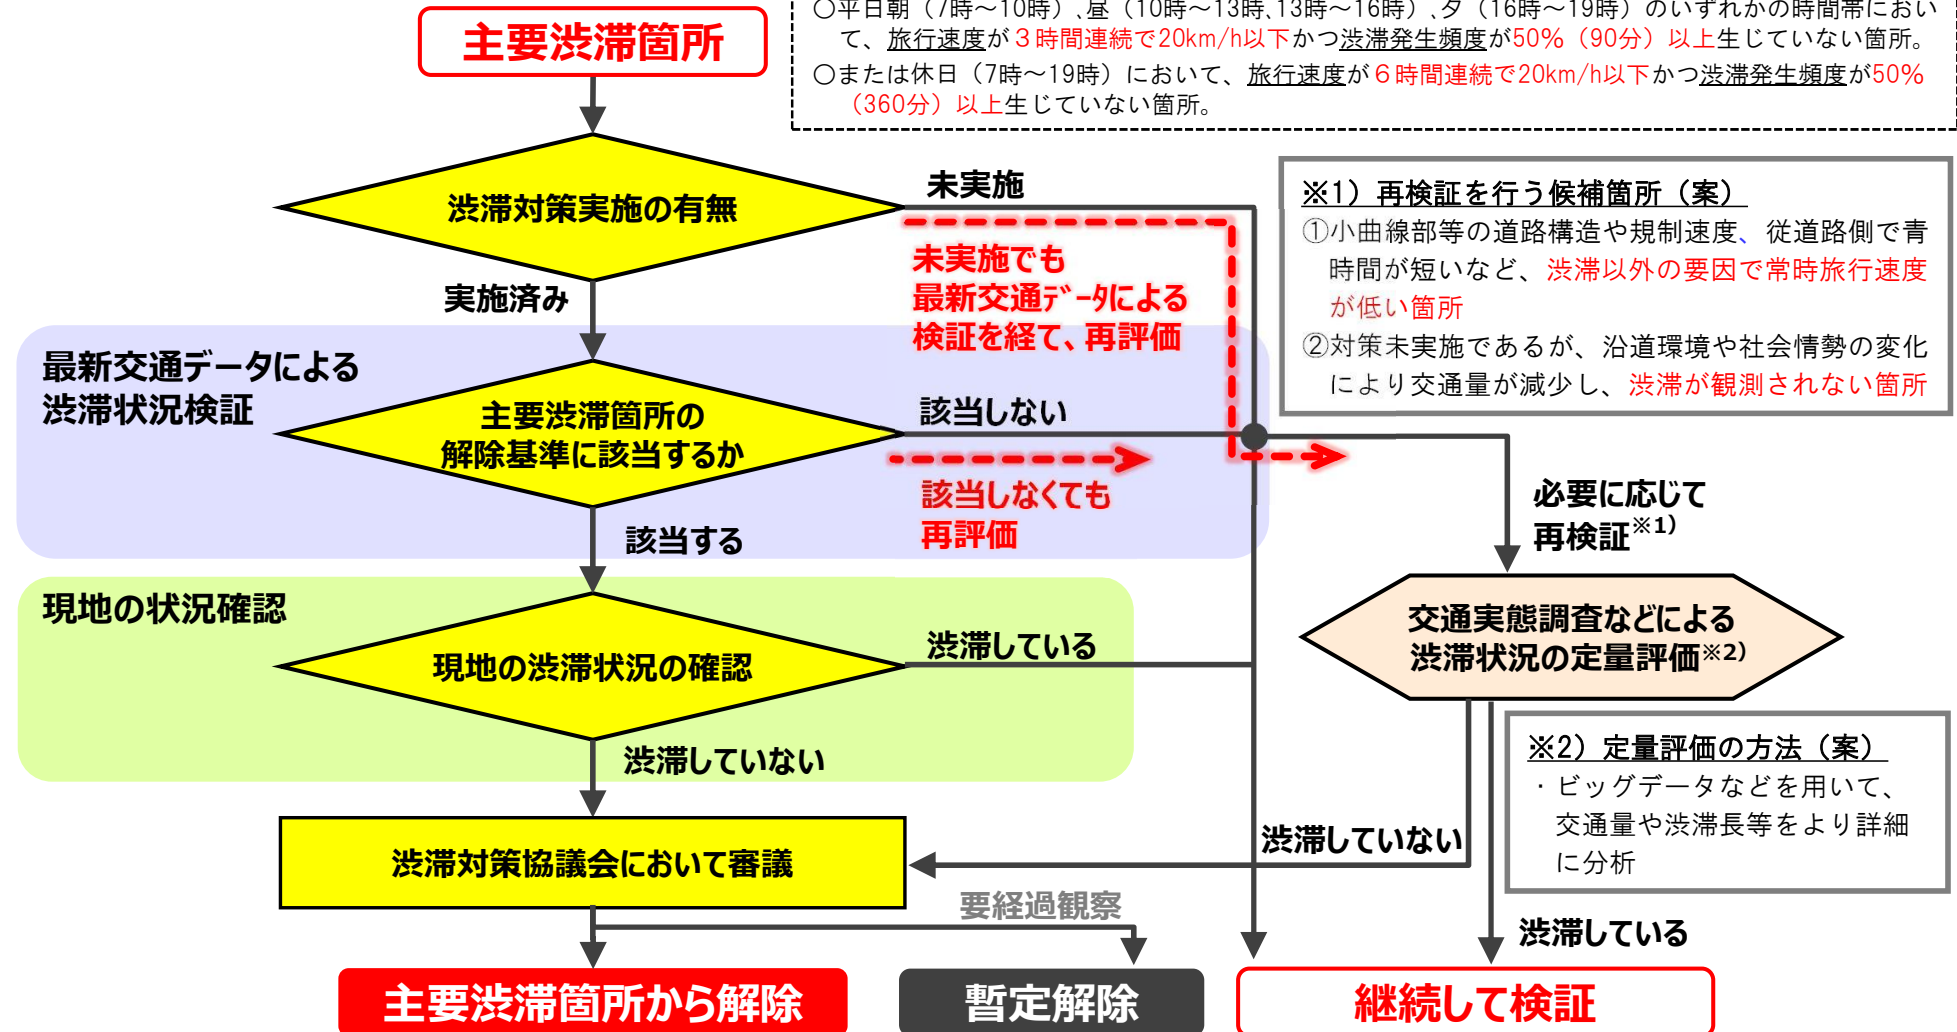 主要渋滞箇所
○平日朝（7時～10時）、昼（10時～13時、13時～16時）、夕（16時～19時）のいずれかの時間帯におい
て、旅行速度が３時間連続で20km/h以下かつ渋滞発生頻度が50%（90分）以上生じていない箇所。
○または休日（7時～19時）において、旅行速度が６時間連続で20km/h以下かつ渋滞発生頻度が50%
（360分）以上生じていない箇所。
渋滞対策実施の有無
未実施
未実施でも
最新交通データによる
検証を経て、再評価
実施済み
※1）再検証を行う候補箇所（案）
①小曲線部等の道路構造や規制速度、従道路側で青
時間が短いなど、渋滞以外の要因で常時旅行速度
が低い箇所
②対策未実施であるが、沿道環境や社会情勢の変化
により交通量が減少し、渋滞が観測されない箇所
最新交通データによる
渋滞状況検証
主要渋滞箇所の
解除基準に該当するか
該当しない
該当しなくても
再評価
該当する
必要に応じて
再検証※1)
現地の状況確認
現地の渋滞状況の確認
渋滞している
渋滞していない
交通実態調査などによる
渋滞状況の定量評価※2)
※2）定量評価の方法（案）
・ビッグデータなどを用いて、
交通量や渋滞長等をより詳細
に分析
渋滞対策協議会において審議
渋滞していない
要経過観察
渋滞している
主要渋滞箇所から解除
暫定解除
継続して検証